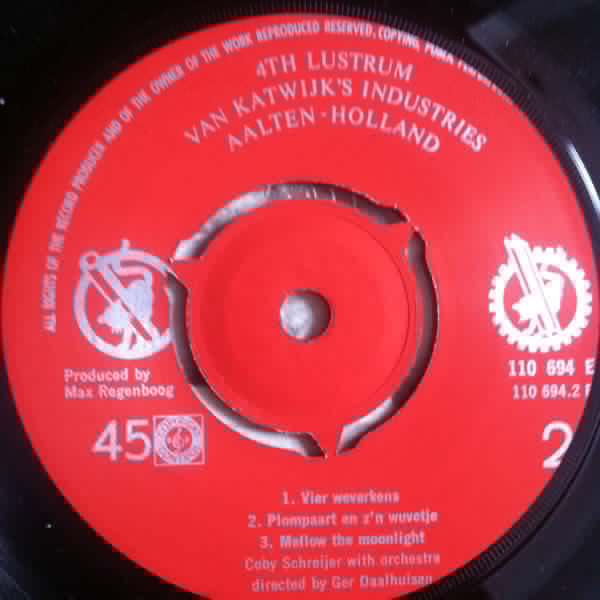 ALL RIGHTS OF THE RECORD PRODUCER AND OF THE OWNER OF THE WORK REPRODUCED RESERVED. COPYING, PUBLIC
4TH LUSTRUM
VAN KATWIJK'S INDUSTRIES
AALTEN-HOLLAND
Produced by
Max Regenboog
110 694 E
110 694.2
45
2
1. Vier weverkens
2. Plompaart en z'n wuvetje
3. Mellow the moonlight
Coby Schreijer with orchestra
directed by Ger Daalhuisen